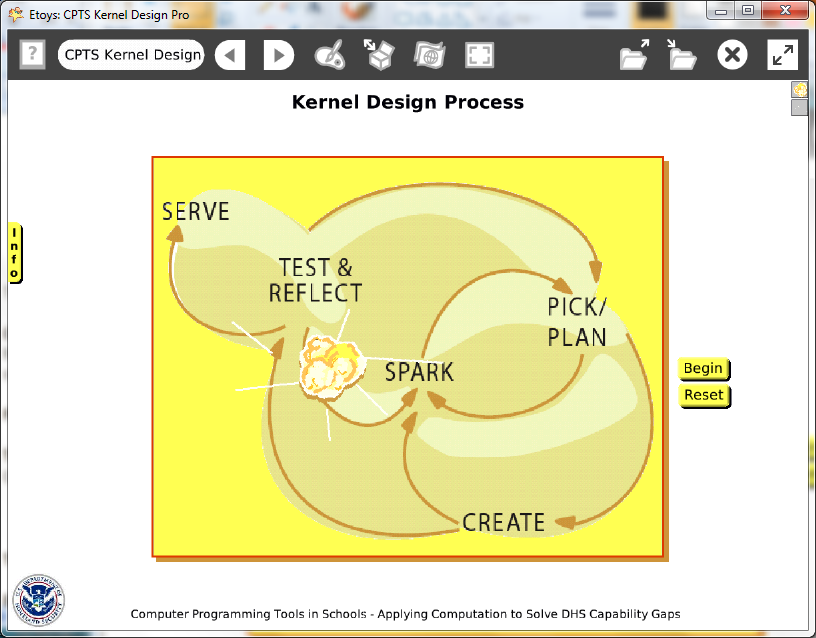 Etoys: CPTS Kernel Design Pro
?
CPTS Kernel Design
Kernel Design Process
Info
SERVE
TEST &
REFLECT
PICK/
PLAN
SPARK
CREATE
Begin
Reset
Computer Programming Tools in Schools - Applying Computation to Solve DHS Capability Gaps